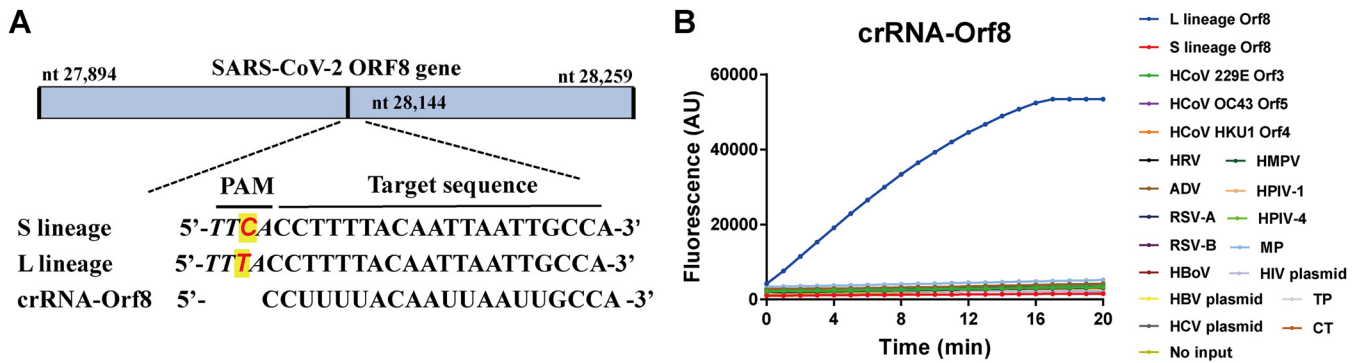 A
SARS-CoV-2 ORF8 gene
nt 27,894
nt 28,259
nt 28,144
PAM
Target sequence
S lineage 5’-TTCACCTTTTACAATTAATTGCCA-3’
L lineage 5’-TTTACCTTTTACAATTAATTGCCA-3’
crRNA-Orf8 5’- CCUUUUACAAUUAAUUGCCA -3’
B
crRNA-Orf8
Fluorescence (AU)
60000
40000
20000
0
0 4 8 12 16 20
Time (min)
L lineage Orf8
S lineage Orf8
HCoV 229E Orf3
HCoV OC43 Orf5
HCoV HKU1 Orf4
HRV HMPV
ADV HPIV-1
RSV-A HPIV-4
RSV-B MP
HBoV HIV plasmid
HBV plasmid TP
HCV plasmid CT
No input